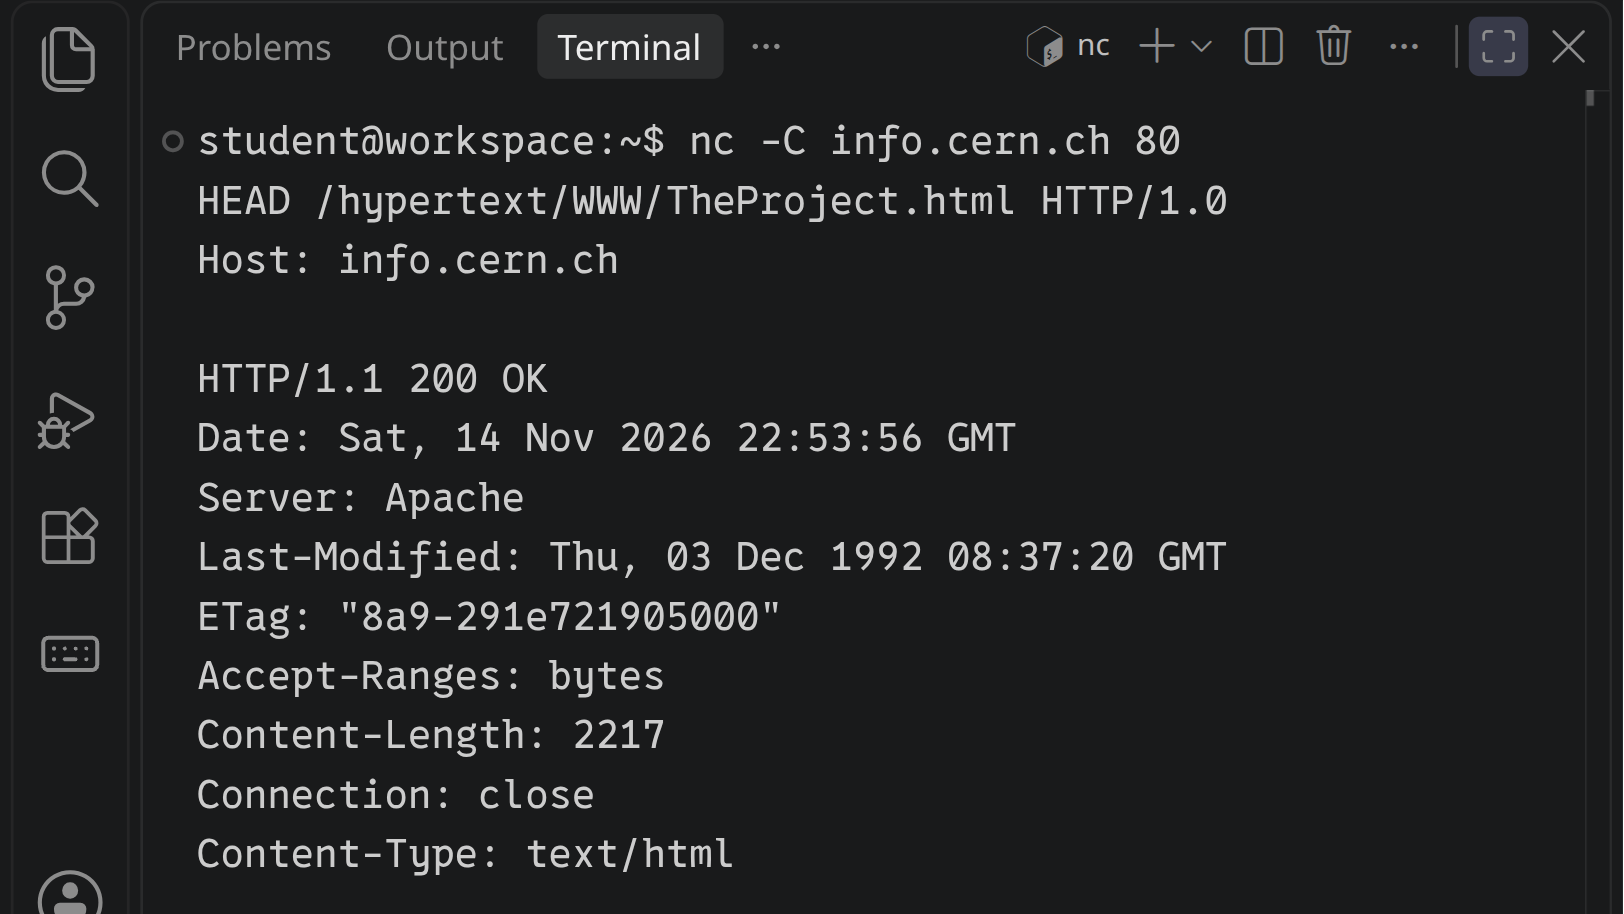 Problems Output Terminal ··· nc
student@workspace:~$ nc -C info.cern.ch 80
HEAD /hypertext/WWW/TheProject.html HTTP/1.0
Host: info.cern.ch
HTTP/1.1 200 OK
Date: Sat, 14 Nov 2026 22:53:56 GMT
Server: Apache
Last-Modified: Thu, 03 Dec 1992 08:37:20 GMT
ETag: "8a9-291e721905000"
Accept-Ranges: bytes
Content-Length: 2217
Connection: close
Content-Type: text/html